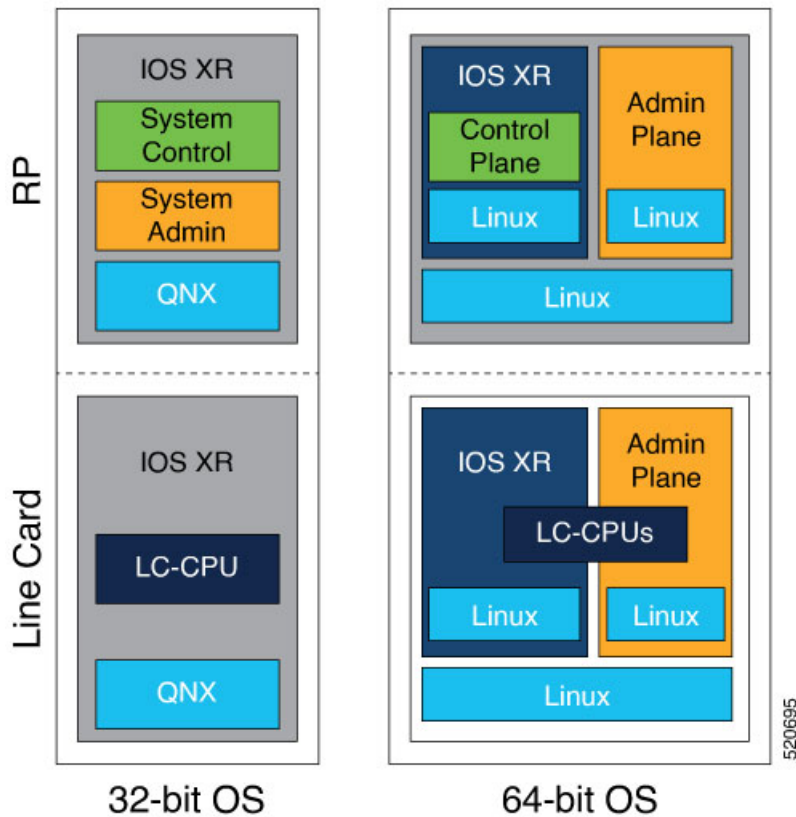 RP
IOS XR
System
Control
System
Admin
QNX
IOS XR
Control
Plane
Linux
Admin
Plane
Linux
Linux
Line Card
IOS XR
LC-CPU
QNX
IOS XR
Admin
Plane
LC-CPUs
Linux
Linux
Linux
32-bit OS
64-bit OS
520695